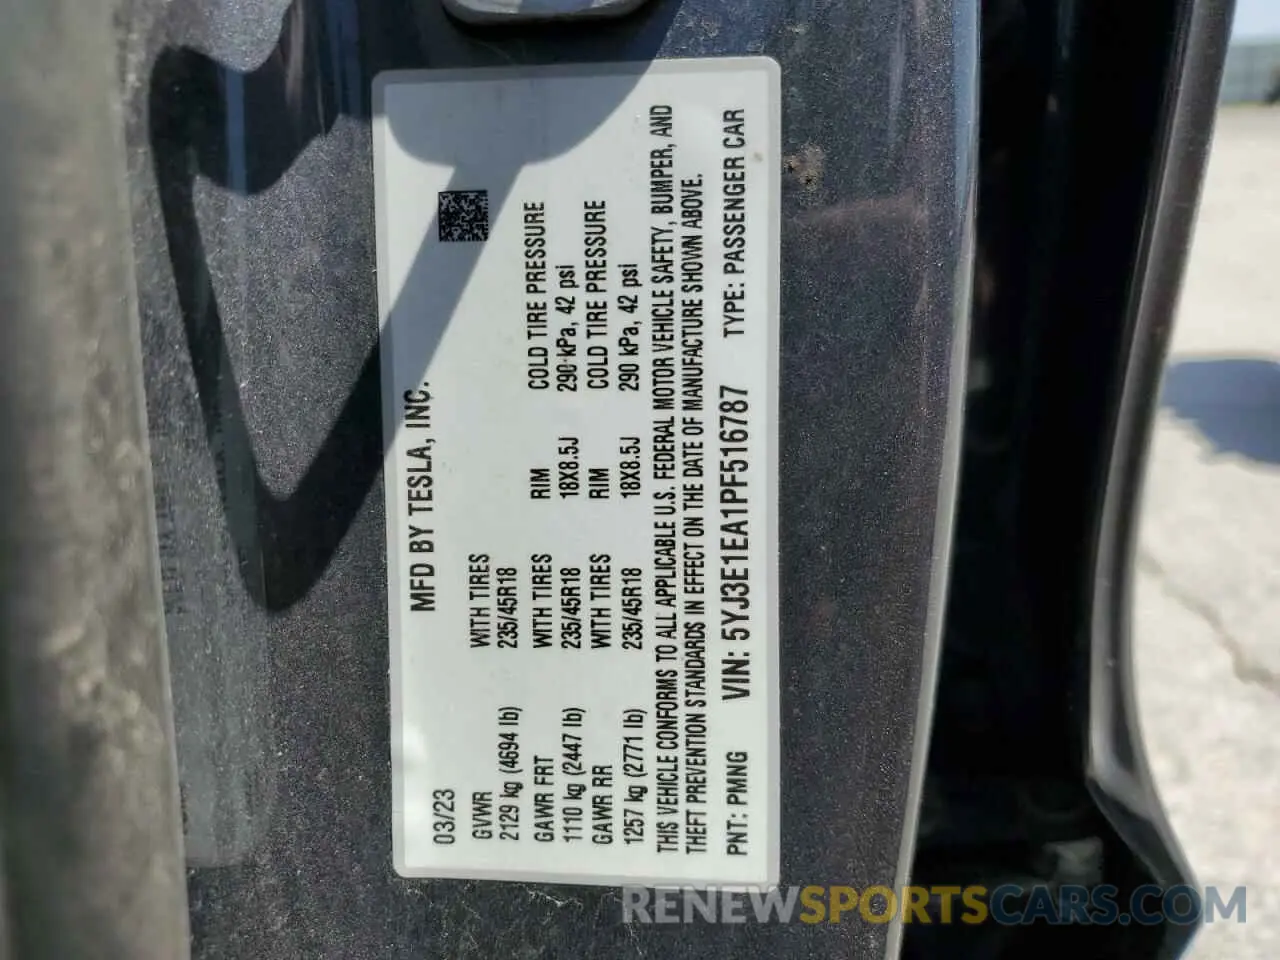 MFD BY TESLA, INC.
03/23
GVWR WITH TIRES
2129 kg (4694 lb) 235/45R18
GAWR FRT WITH TIRES RIM COLD TIRE PRESSURE
1110 kg (2447 lb) 235/45R18 18X8.5J 290 kPa, 42 psi
GAWR RR WITH TIRES RIM COLD TIRE PRESSURE
1257 kg (2771 lb) 235/45R18 18X8.5J 290 kPa, 42 psi
THIS VEHICLE CONFORMS TO ALL APPLICABLE U.S. FEDERAL MOTOR VEHICLE SAFETY, BUMPER, AND
THEFT PREVENTION STANDARDS IN EFFECT ON THE DATE OF MANUFACTURE SHOWN ABOVE.
PNT: PMNG VIN: 5YJ3E1EA1PF516787 TYPE: PASSENGER CAR
RENEWSPORTSCARS.COM